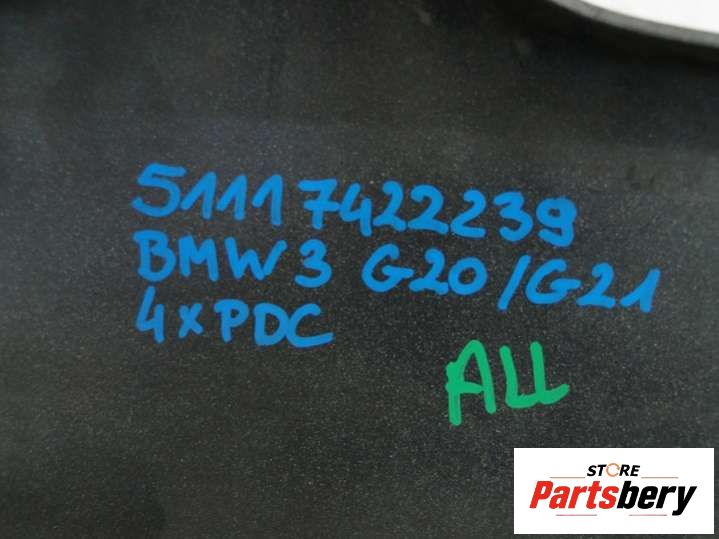 51117422239
BMW 3 G20/G21
4xPDC
ALL
STORE
Partsbery